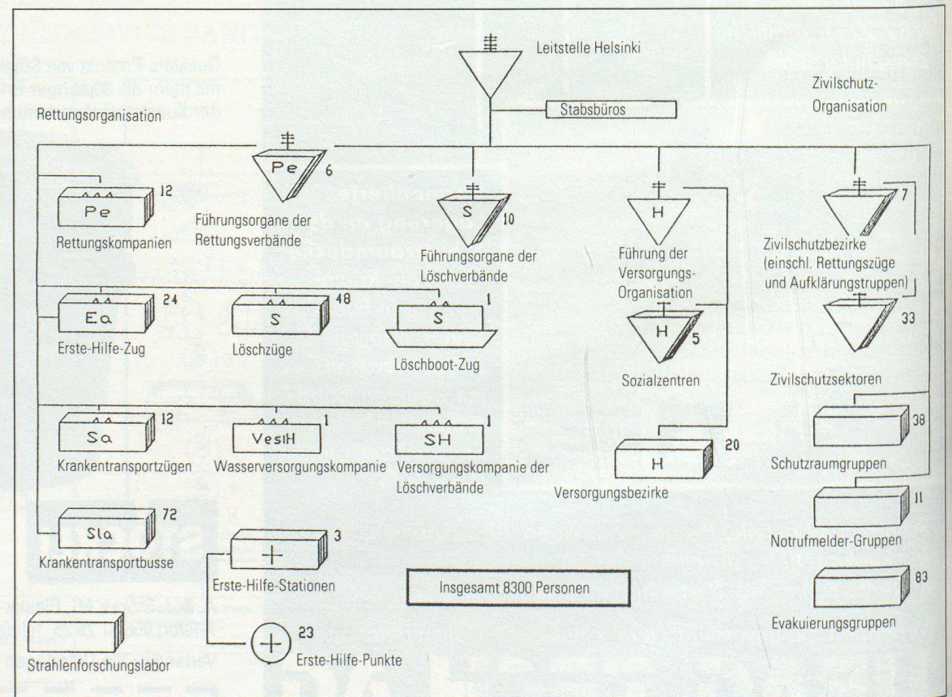 Leitstelle Helsinki
Stabsbüros
Zivilschutz-
Organisation
Rettungsorganisation
Pe
6
12
Pe
Rettungskompanien
Führungsorgane der
Rettungsverbände
S
10
Führungsorgane der
Löschverbände
H
Führung der
Versorgungs-
Organisation
7
Zivilschutzbezirke
(einschl. Rettungszüge
und Aufklärungstruppen)
24
Ea
Erste-Hilfe-Zug
48
S
Löschzüge
1
S
Löschboot-Zug
H
5
Sozialzentren
33
Zivilschutzsektoren
12
Sa
Krankentransportzügen
1
VesH
Wasserversorgungskompanie
1
SH
Versorgungskompanie der
Löschverbände
20
H
Versorgungsbezirke
38
Schutzraumgruppen
72
Sla
Krankentransportbusse
3
Erste-Hilfe-Stationen
11
Notrufmelder-Gruppen
Insgesamt 8300 Personen
83
Evakuierungsgruppen
Strahlenforschungslabor
23
Erste-Hilfe-Punkte